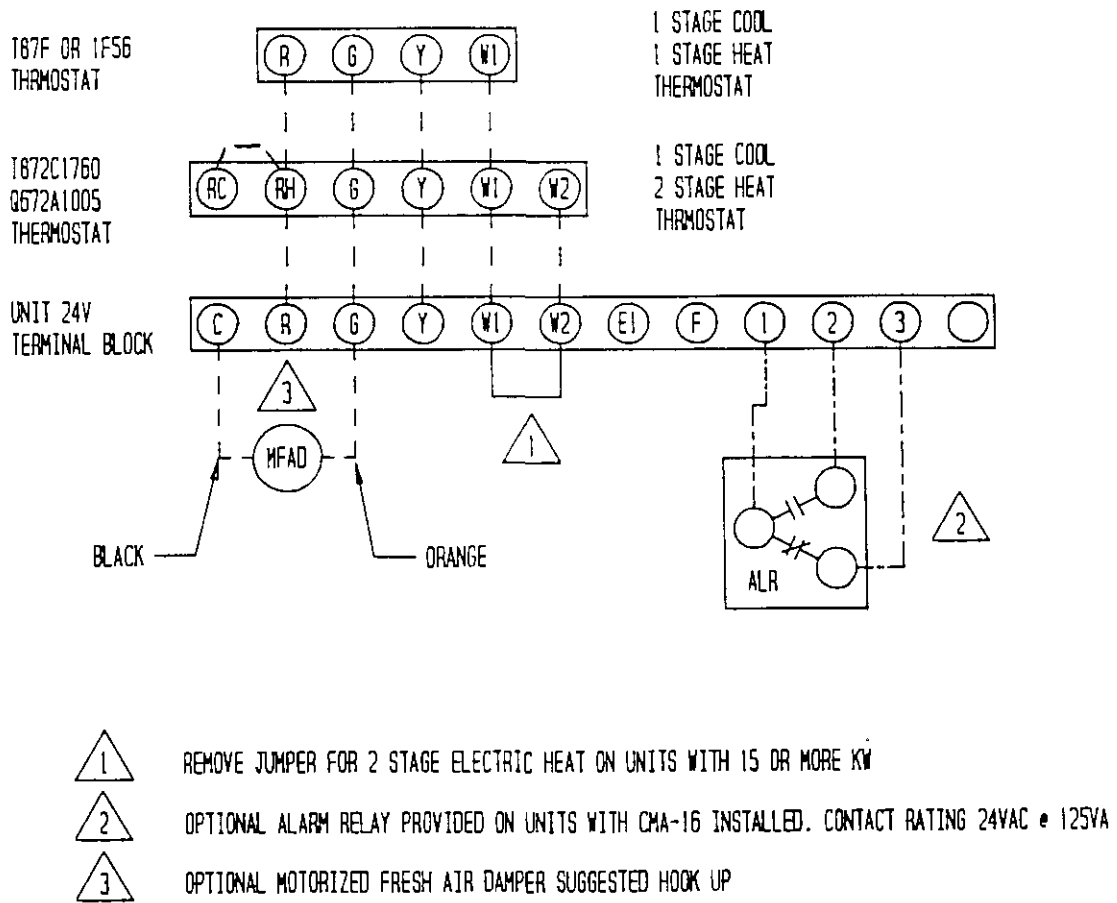 T87F OR 1F56
THRMOSTAT
R G Y W1
1 STAGE COOL
1 STAGE HEAT
THERMOSTAT
T872C1760
Q672A1005
THERMOSTAT
RC RH G Y W1 W2
1 STAGE COOL
2 STAGE HEAT
THRMOSTAT
UNIT 24V
TERMINAL BLOCK
C R G Y W1 W2 E1 F 1 2 3
3
MFAD
1
BLACK
ORANGE
ALR
2
1 REMOVE JUMPER FOR 2 STAGE ELECTRIC HEAT ON UNITS WITH 15 OR MORE KW
2 OPTIONAL ALARM RELAY PROVIDED ON UNITS WITH CMA-16 INSTALLED. CONTACT RATING 24VAC @ 125VA
3 OPTIONAL MOTORIZED FRESH AIR DAMPER SUGGESTED HOOK UP